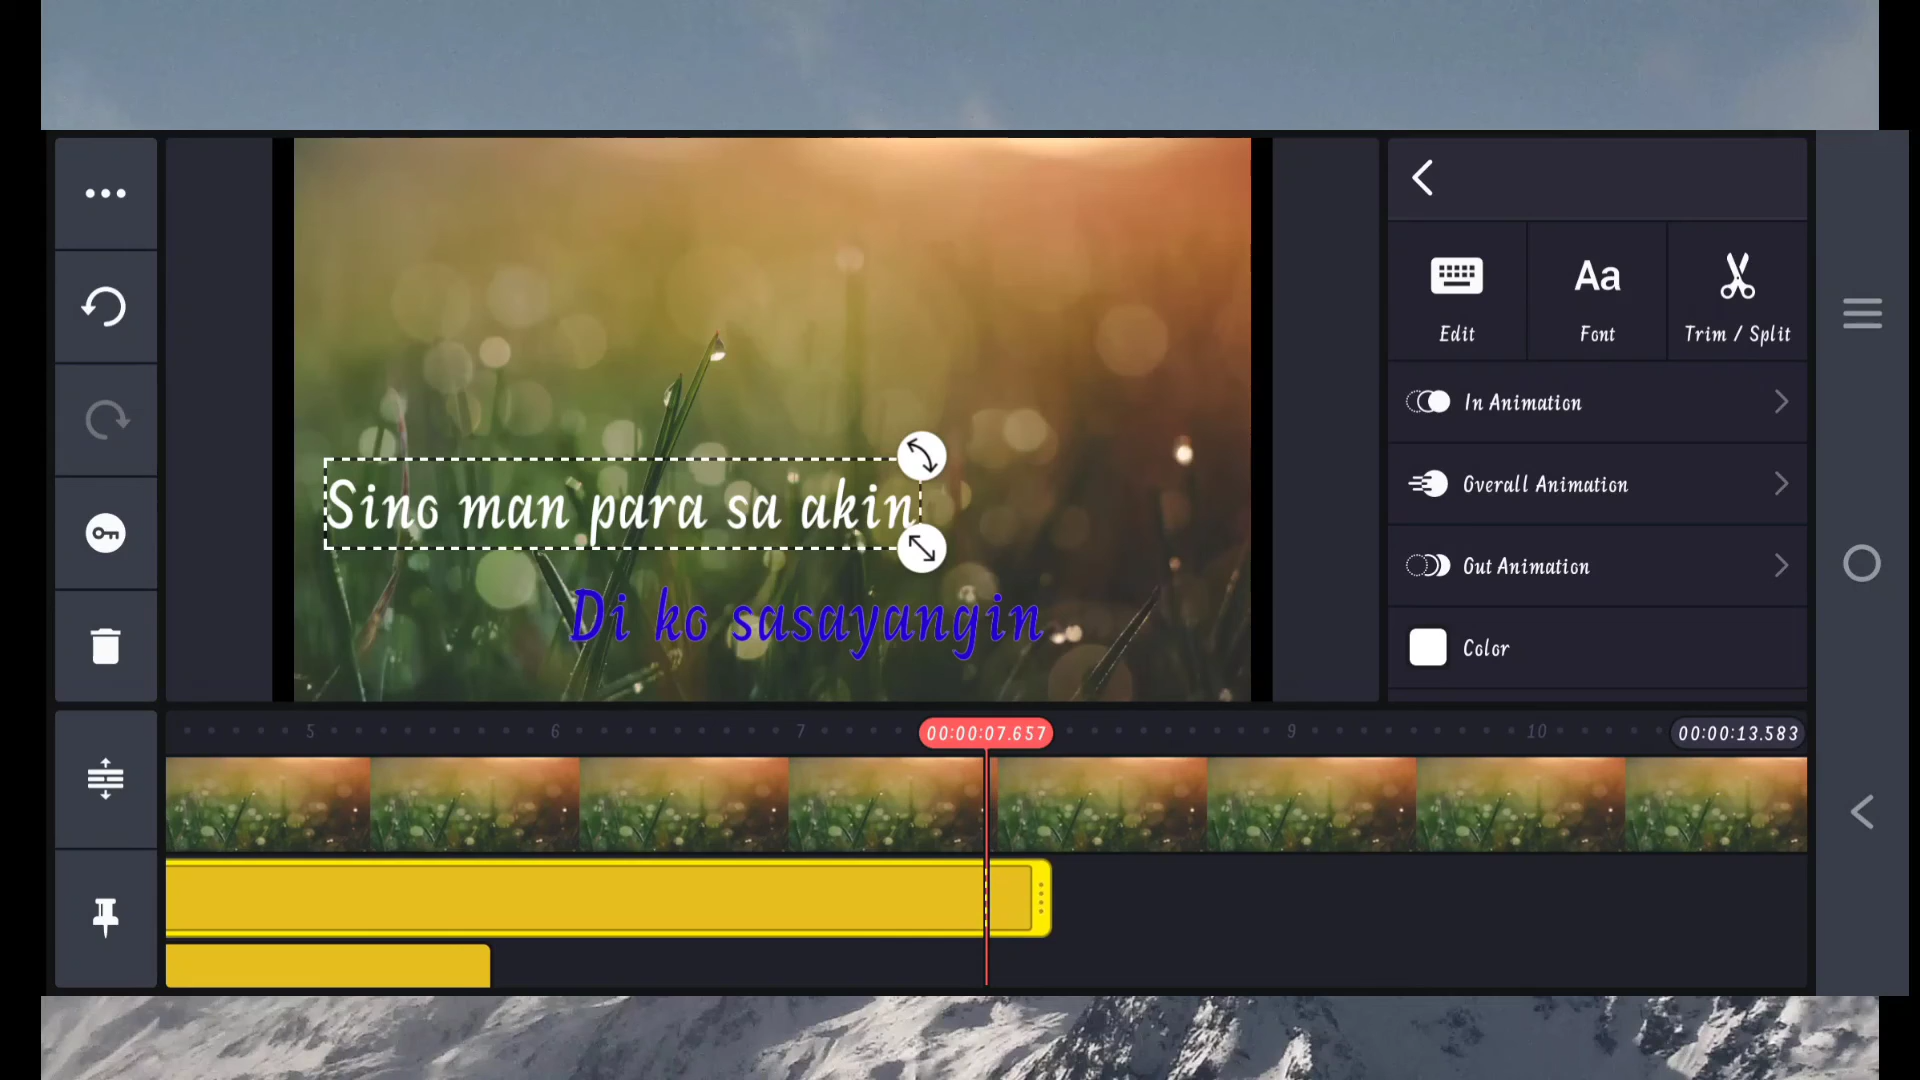 Edit
Font
Trim / Split
In Animation
Overall Animation
Out Animation
Color
Aa
Sino man para sa akin
Di ko sasayangin
5
6
7
00:00:07.657
9
10
00:00:13.583